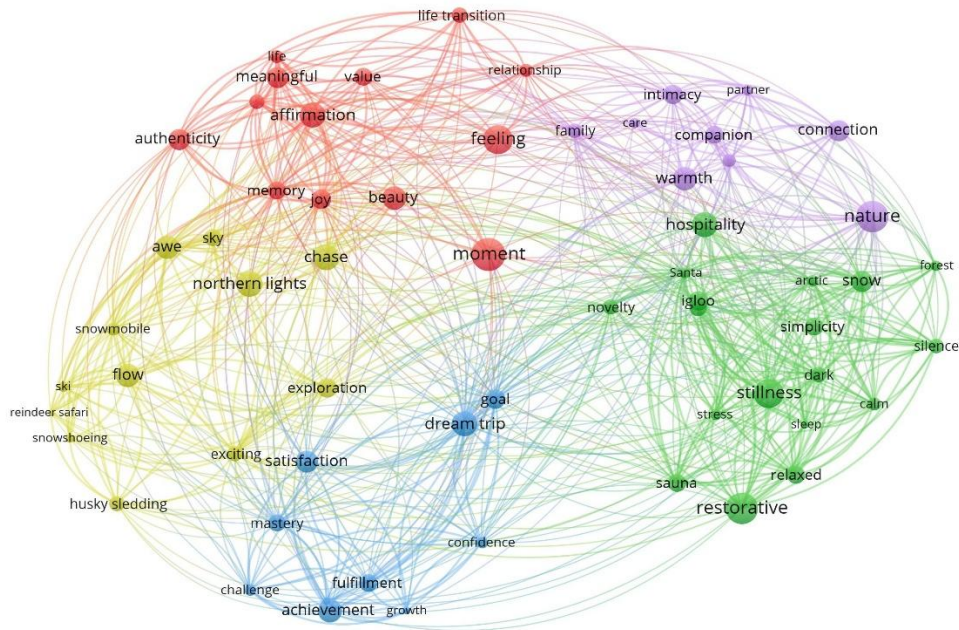 life transition
life
meaningful
value
relationship
affirmation
authenticity
feeling
memory
joy
beauty
moment
intimacy
partner
family
care
companion
connection
warmth
nature
hospitality
Santa
arctic
snow
forest
igloo
novelty
simplicity
silence
dark
stillness
calm
stress
sleep
sauna
relaxed
restorative
awe
sky
chase
northern lights
snowmobile
flow
ski
exploration
reindeer safari
snowshoeing
exciting
husky sledding
goal
dream trip
satisfaction
mastery
confidence
challenge
fulfillment
achievement
growth